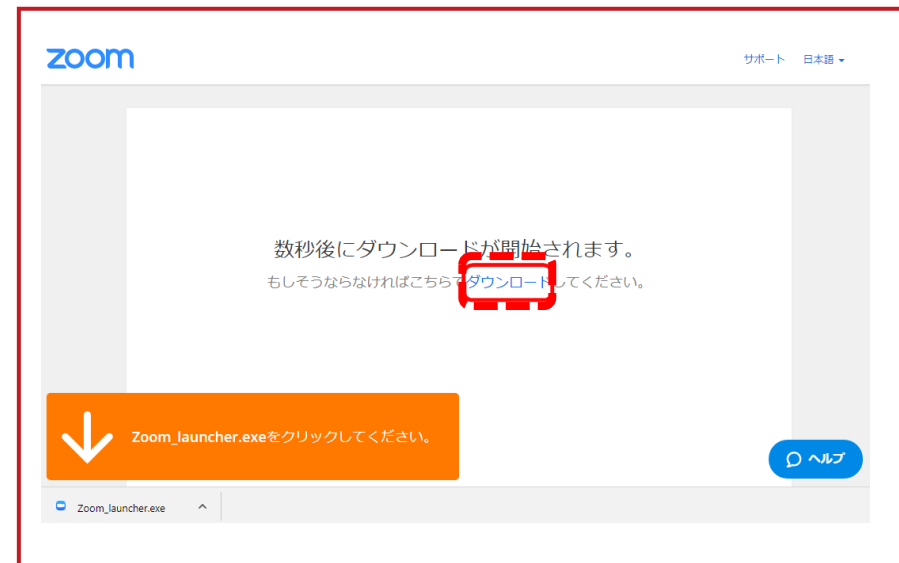 zoom
サポート 日本語
数秒後にダウンロードが開始されます。
もしそうならなければこちらでダウンロードしてください。
Zoom_launcher.exeをクリックしてください。
ヘルプ
Zoom_launcher.exe